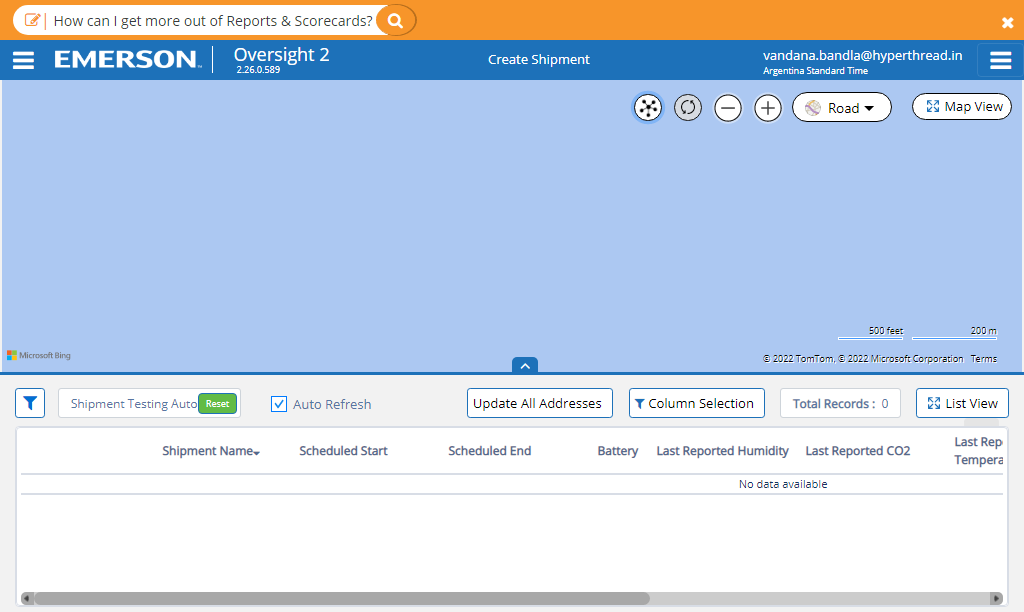 How can I get more out of Reports & Scorecards?
EMERSON™
Oversight 2
2.26.0.589
Create Shipment
vandana.bandla@hyperthread.in
Argentina Standard Time
Road
Map View
500 feet
200 m
Microsoft Bing
© 2022 TomTom, © 2022 Microsoft Corporation Terms
Shipment Testing Auto
Reset
Auto Refresh
Update All Addresses
Column Selection
Total Records : 0
List View
Shipment Name
Scheduled Start
Scheduled End
Battery
Last Reported Humidity
Last Reported CO2
Last Rep
Tempera
No data available